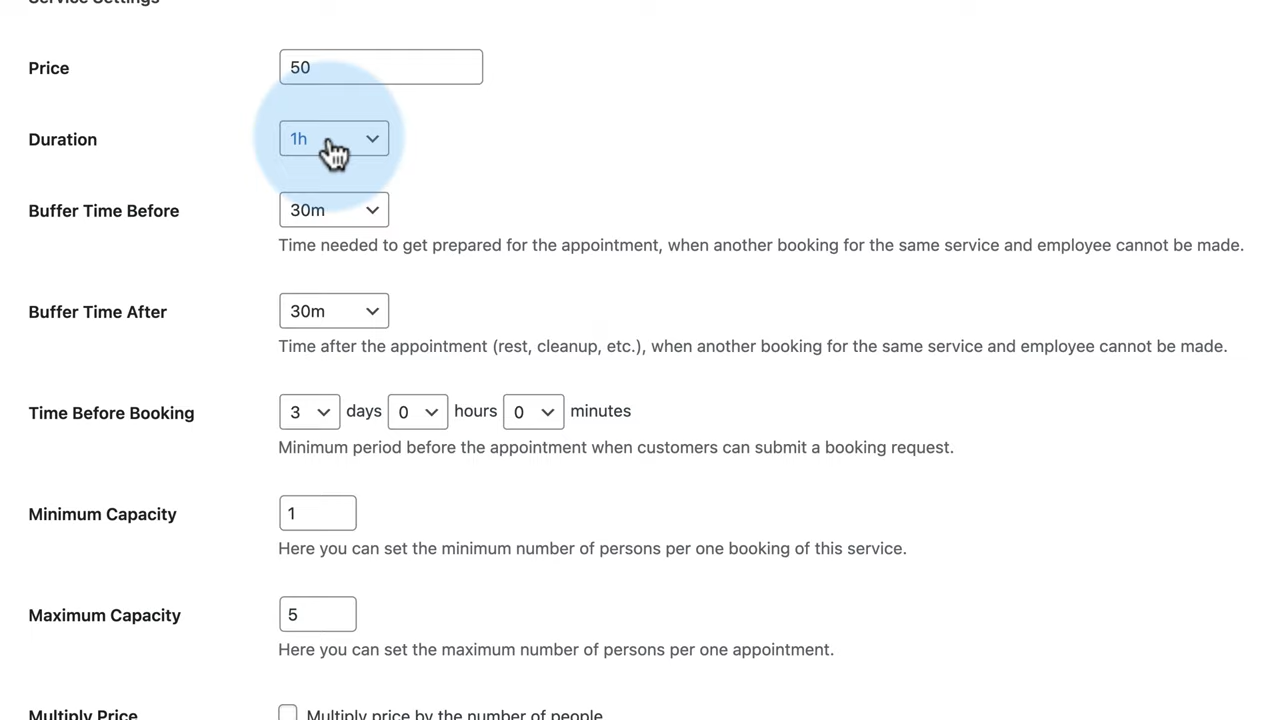 Service Settings
Price
50
Duration
1h
Buffer Time Before
30m
Time needed to get prepared for the appointment, when another booking for the same service and employee cannot be made.
Buffer Time After
30m
Time after the appointment (rest, cleanup, etc.), when another booking for the same service and employee cannot be made.
Time Before Booking
3 days 0 hours 0 minutes
Minimum period before the appointment when customers can submit a booking request.
Minimum Capacity
1
Here you can set the minimum number of persons per one booking of this service.
Maximum Capacity
5
Here you can set the maximum number of persons per one appointment.
Multiply Price
Multiply price by the number of people